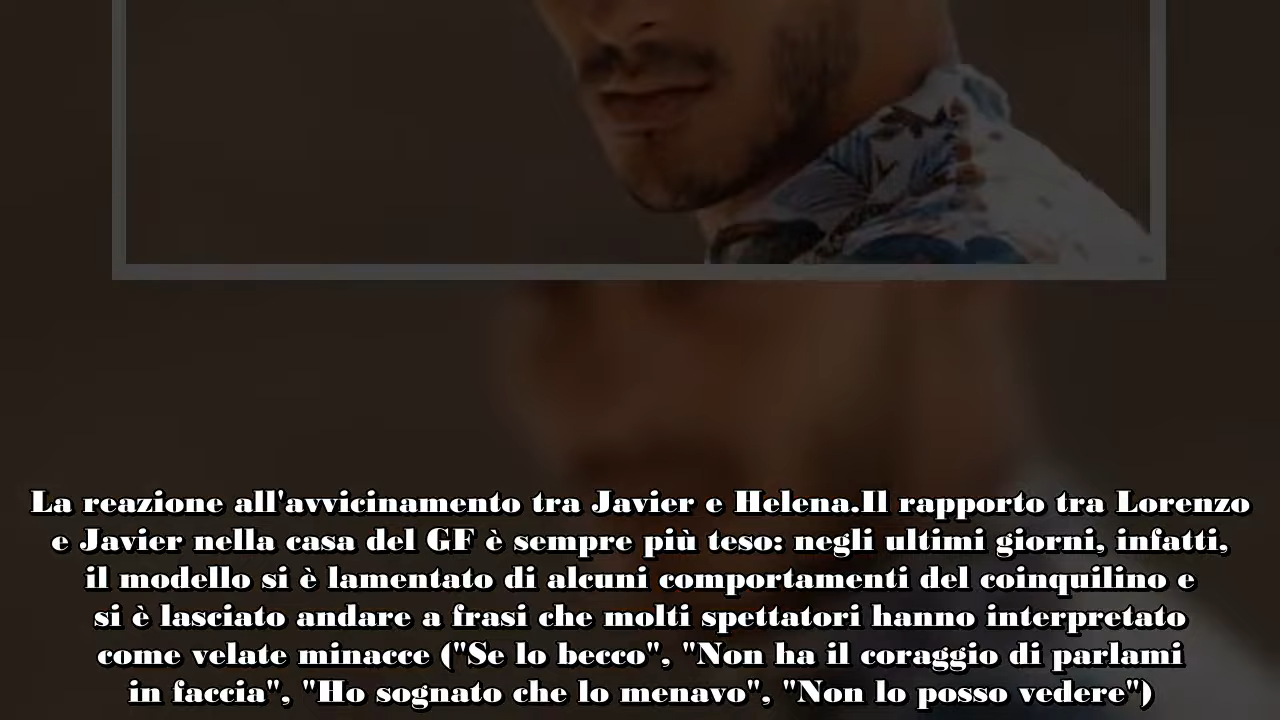 La reazione all'avvicinamento tra Javier e Helena.Il rapporto tra Lorenzo
e Javier nella casa del GF è sempre più teso: negli ultimi giorni, infatti,
il modello si è lamentato di alcuni comportamenti del coinquilino e
si è lasciato andare a frasi che molti spettatori hanno interpretato
come velate minacce ("Se lo becco", "Non ha il coraggio di parlami
in faccia", "Ho sognato che lo menavo", "Non lo posso vedere")